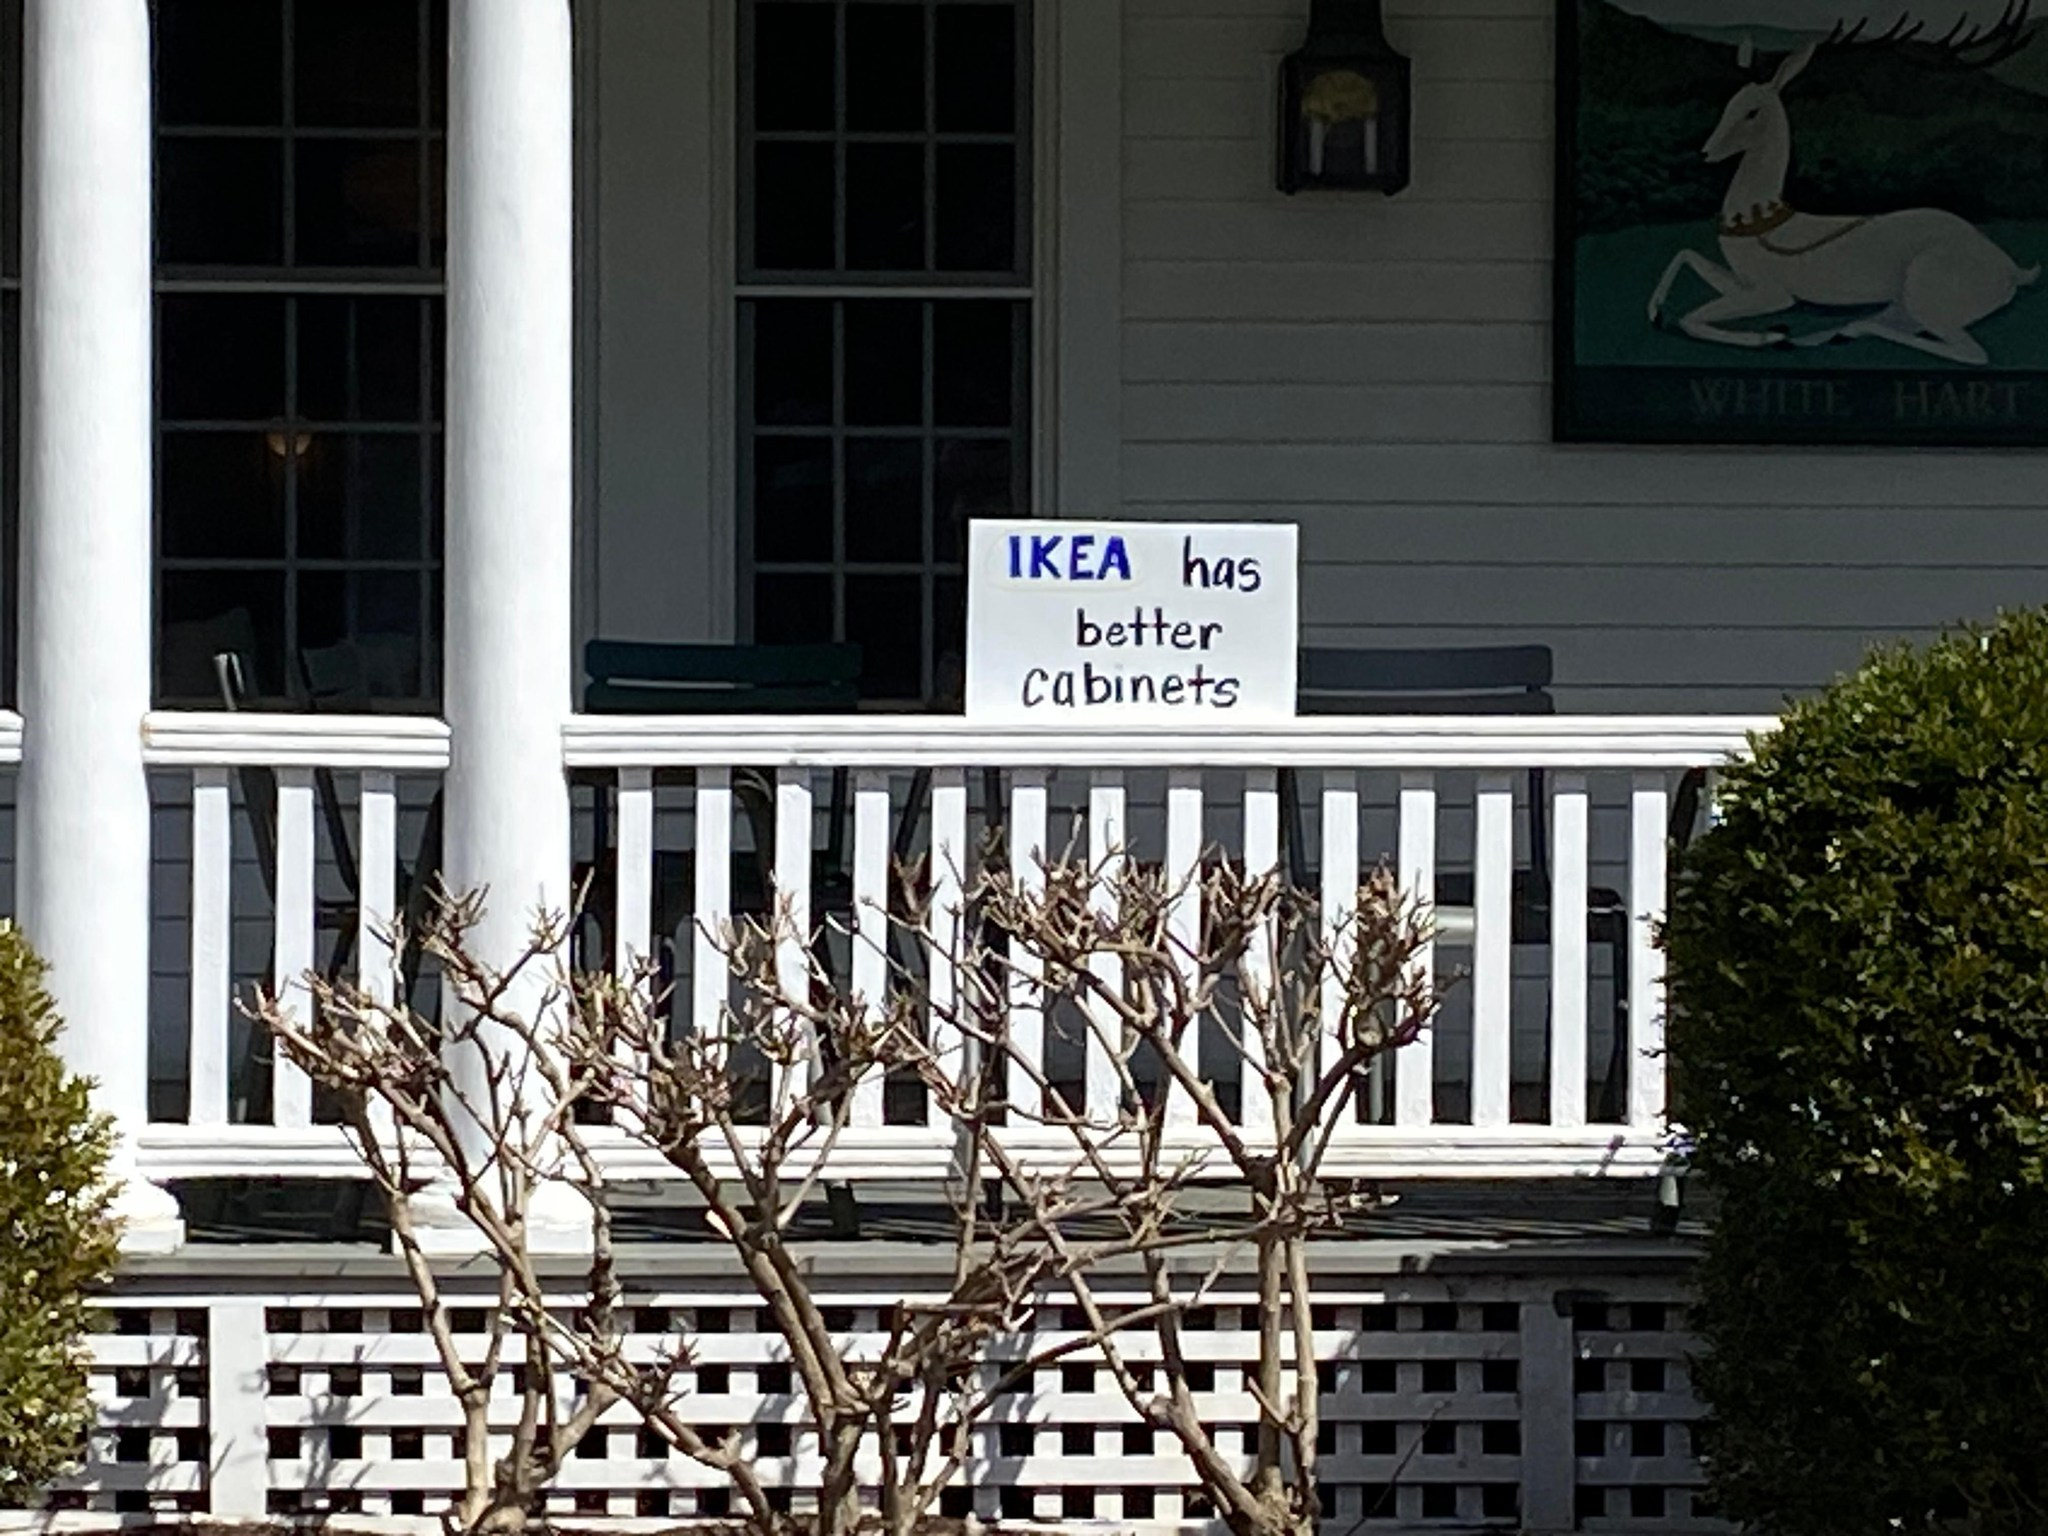 WHITE HART
IKEA has
better
cabinets